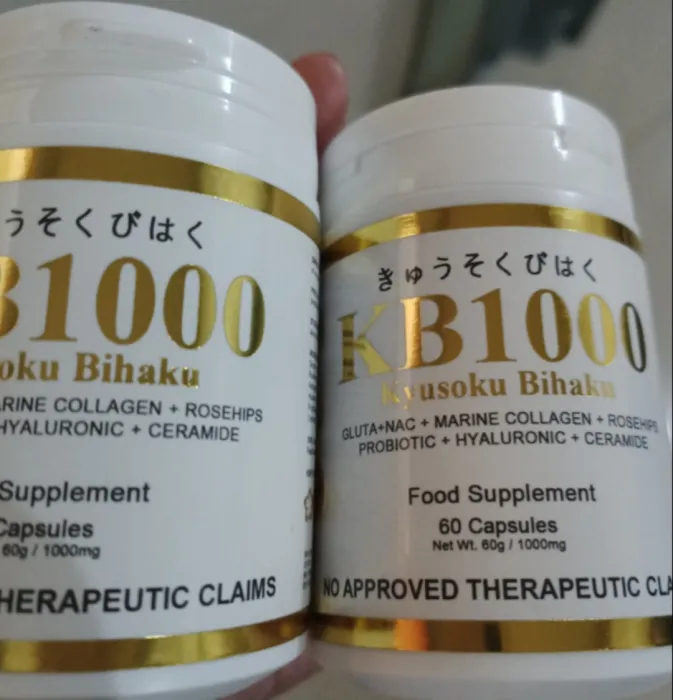 うそくびはく
B1000
oku Bihaku
ARINE COLLAGEN + ROSEHIPS
HYALURONIC + CERAMIDE
Supplement
Capsules
60g / 1000mg
HERAPEUTIC CLAIMS
きゅうそくびはく
KB1000
Kyusoku Bihaku
GLUTA+NAC + MARINE COLLAGEN + ROSEHIPS
PROBIOTIC + HYALURONIC + CERAMIDE
Food Supplement
60 Capsules
Net Wt. 60g / 1000mg
NO APPROVED THERAPEUTIC CLA